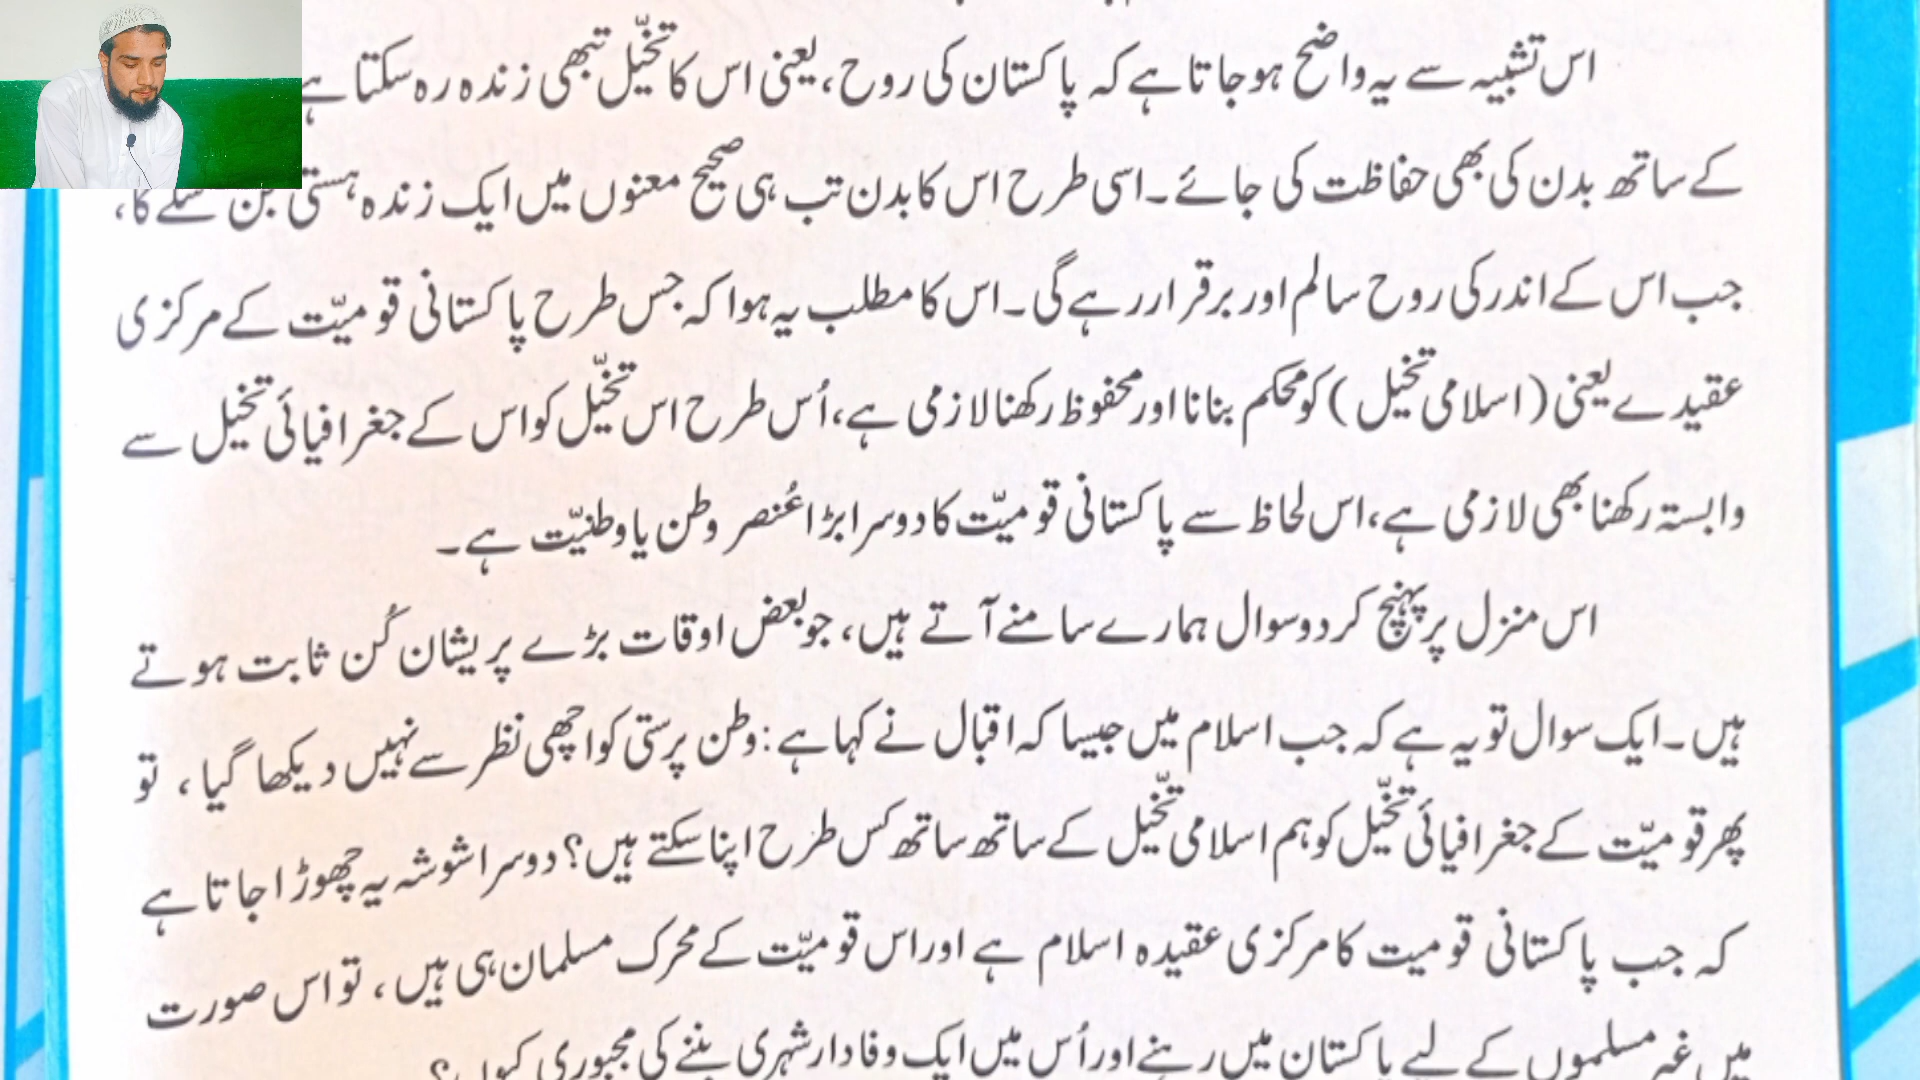 اس تشبیہ سے یہ واضح ہوجاتا ہے کہ پاکستان کی روح، یعنی اس کا تخیّل تبھی زندہ رہ سکتا ہے
کے ساتھ بدن کی بھی حفاظت کی جائے۔ اسی طرح اس کا بدن تب ہی صحیح معنوں میں ایک زندہ ہستی بن سکے گا،
جب اس کے اندر کی روح سالم اور برقرار رہے گی۔ اس کا مطلب یہ ہوا کہ جس طرح پاکستانی قومیّت کے مرکزی
عقیدے یعنی (اسلامی تخیل) کو محکم بنانا اور محفوظ رکھنا لازمی ہے، اُس طرح اس تخیّل کو اس کے جغرافیائی تخیل سے
وابستہ رکھنا بھی لازمی ہے، اس لحاظ سے پاکستانی قومیّت کا دوسرا بڑا عُنصر وطن یا وطنیّت ہے۔
اس منزل پر پہنچ کر دو سوال ہمارے سامنے آتے ہیں، جو بعض اوقات بڑے پریشان کُن ثابت ہوتے
ہیں۔ ایک سوال تو یہ ہے کہ جب اسلام میں جیسا کہ اقبال نے کہا ہے: وطن پرستی کو اچھی نظر سے نہیں دیکھا گیا، تو
پھر قومیّت کے جغرافیائی تخیّل کو ہم اسلامی تخیّل کے ساتھ ساتھ کس طرح اپنا سکتے ہیں؟ دوسرا شوشہ یہ چھوڑا جاتا ہے
کہ جب پاکستانی قومیت کا مرکزی عقیدہ اسلام ہے اور اس قومیّت کے محرک مسلمان ہی ہیں، تو اس صورت
میں غیر مسلموں کے لیے پاکستان میں رہنے اور اُس میں ایک وفادار شہری بننے کی مجبوری کیوں؟